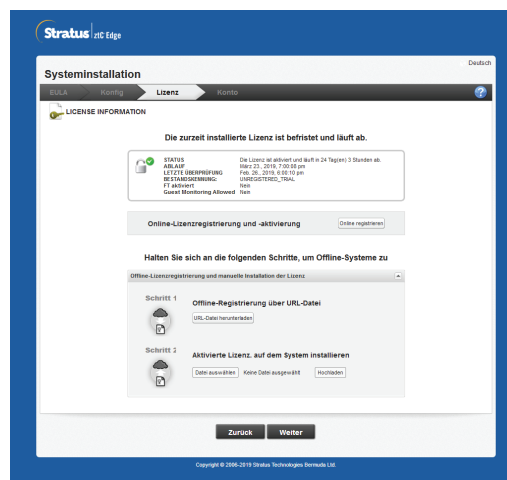 Stratus ztC Edge
Deutsch
Systeminstallation
EULA Konfig Lizenz Konto
LICENSE INFORMATION
Die zurzeit installierte Lizenz ist befristet und läuft ab.
STATUS Die Lizenz ist aktiviert und läuft in 24 Tag(en) 3 Stunden ab.
ABLAUF März 23., 2019, 7:00:00 pm
LETZTE ÜBERPRÜFUNG Feb. 26., 2019, 6:00:10 pm
BESTANDSKENNUNG: UNREGISTERED_TRIAL
FT aktiviert Nein
Guest Monitoring Allowed Nein
Online-Lizenzregistrierung und -aktivierung Online registrieren
Halten Sie sich an die folgenden Schritte, um Offline-Systeme zu
Offline-Lizenzregistrierung und manuelle Installation der Lizenz
Schritt 1
Offline-Registrierung über URL-Datei
URL-Datei herunterladen
Schritt 2
Aktivierte Lizenz. auf dem System installieren
Datei auswählen Keine Datei ausgewählt Hochladen
Zurück Weiter
Copyright © 2006-2019 Stratus Technologies Bermuda Ltd.